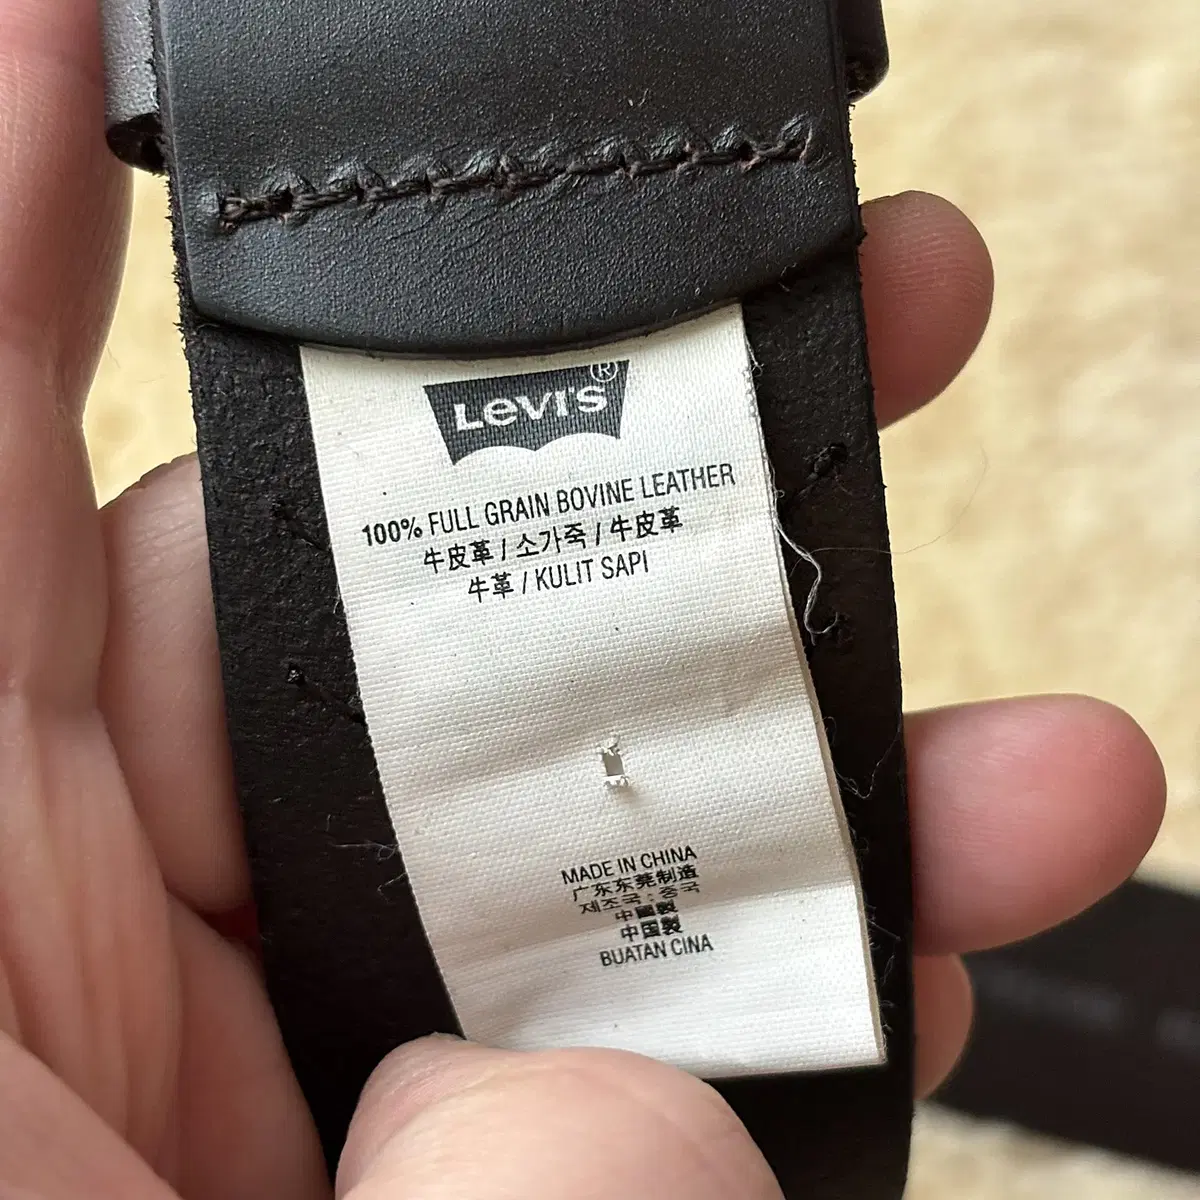 Levi's®
100% FULL GRAIN BOVINE LEATHER
牛皮革 / 소가죽 / 牛皮革
牛革 / KULIT SAPI
MADE IN CHINA
广东东莞制造
제조국 : 중국
中國製
中国製
BUATAN CINA